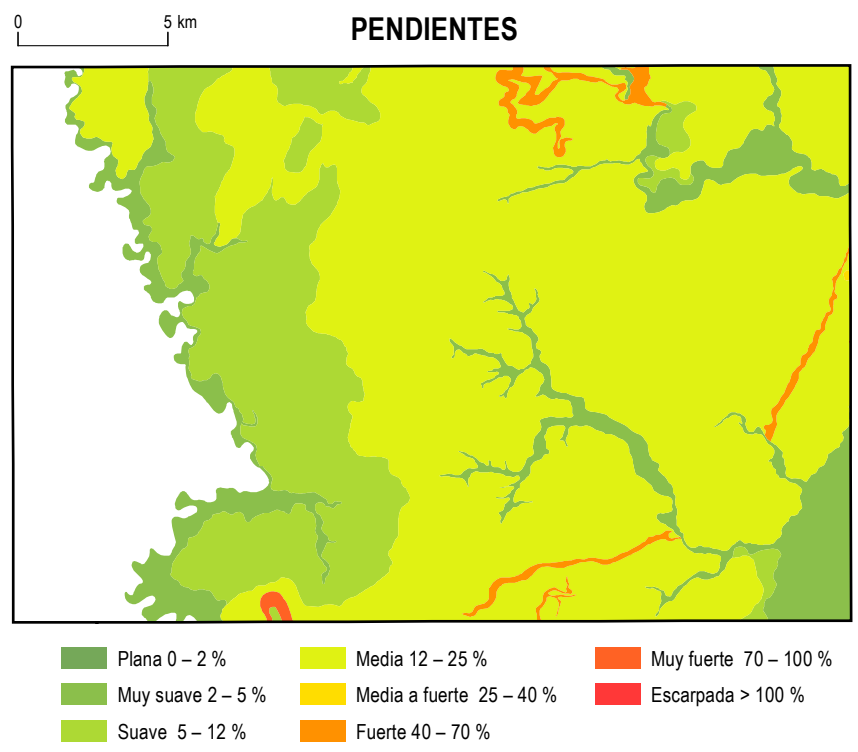 0 5 km
PENDIENTES
Plana 0 – 2 %
Muy suave 2 – 5 %
Suave 5 – 12 %
Media 12 – 25 %
Media a fuerte 25 – 40 %
Fuerte 40 – 70 %
Muy fuerte 70 – 100 %
Escarpada > 100 %